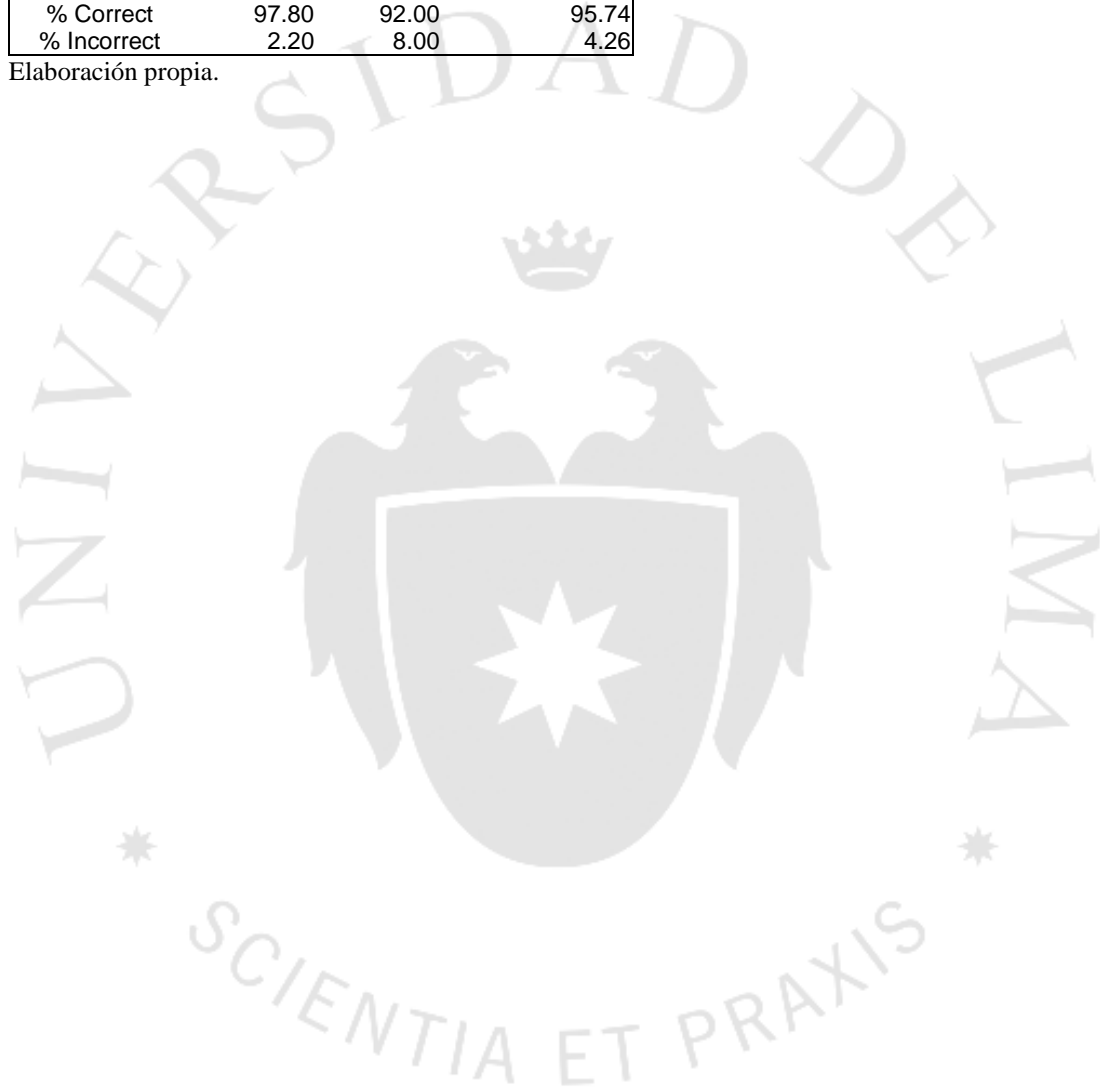 % Correct 97.80 92.00 95.74
% Incorrect 2.20 8.00 4.26
Elaboración propia.
UNIVERSIDAD DE LIMA
SCIENTIA ET PRAXIS